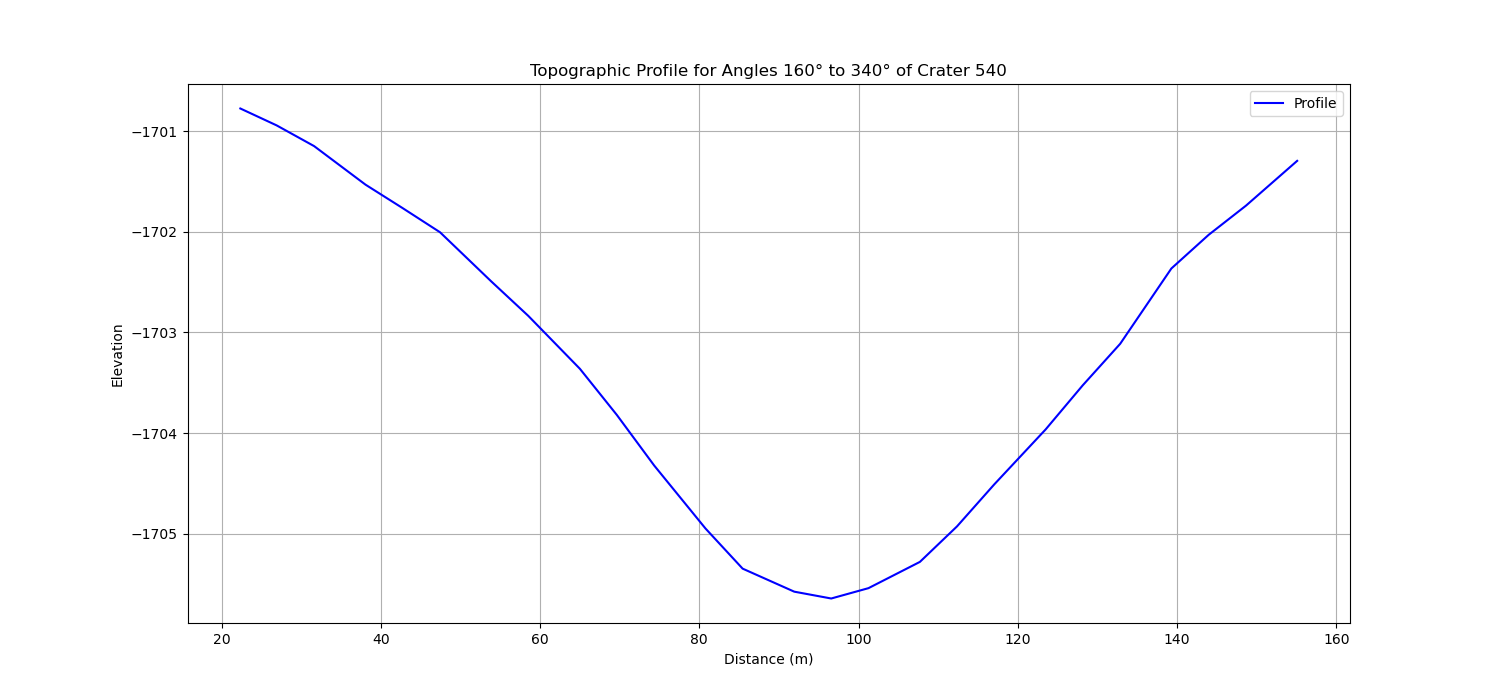 Topographic Profile for Angles 160° to 340° of Crater 540
Profile
−1701
−1702
−1703
−1704
−1705
Elevation
20 40 60 80 100 120 140 160
Distance (m)